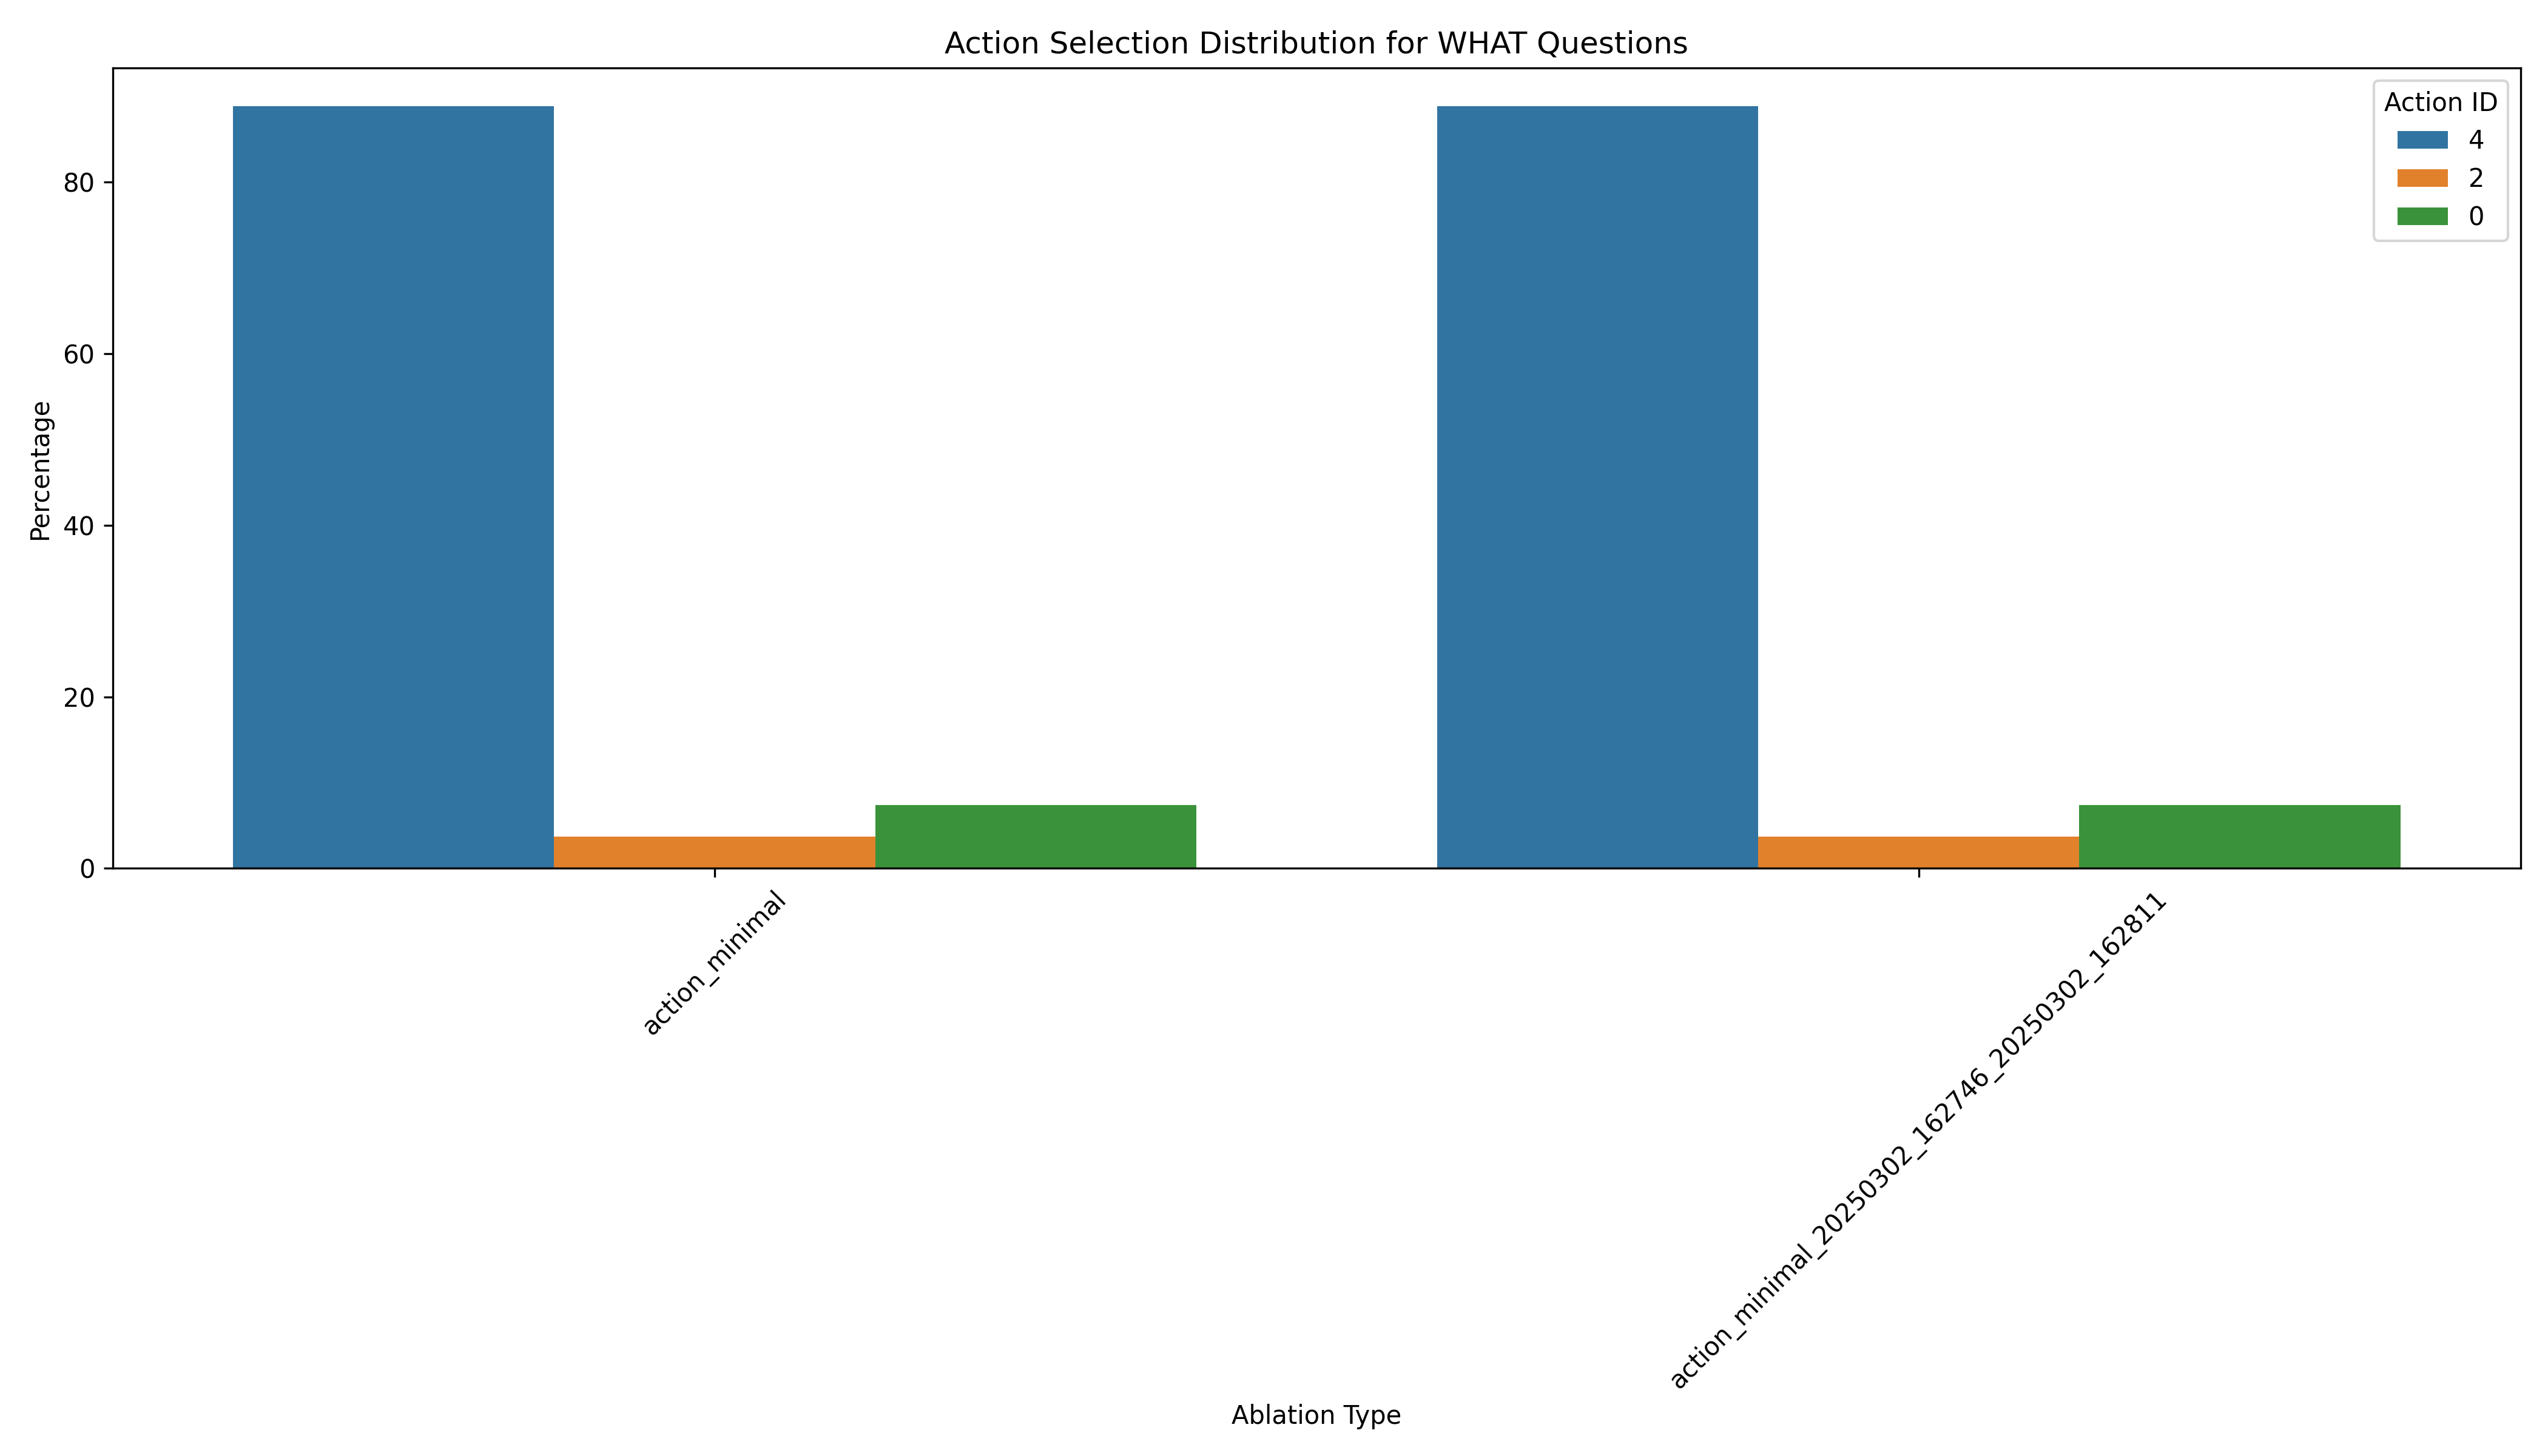 Action Selection Distribution for WHAT Questions
Action ID
4
2
0
Percentage
80
60
40
20
0
action_minimal
action_minimal_20250302_162746_20250302_162811
Ablation Type